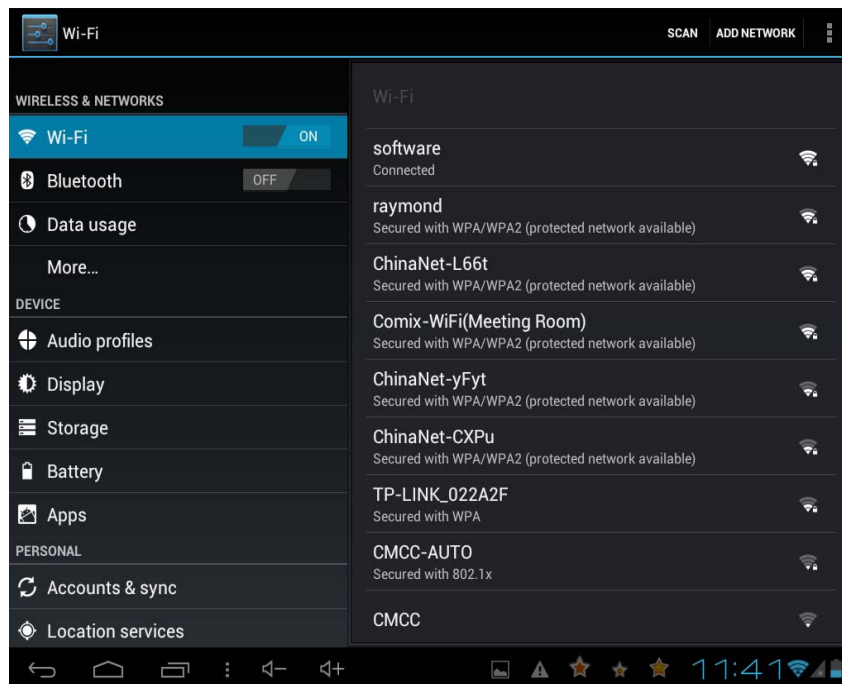 Wi-Fi
SCAN
ADD NETWORK
WIRELESS & NETWORKS
Wi-Fi
ON
Bluetooth
OFF
Data usage
More...
DEVICE
Audio profiles
Display
Storage
Battery
Apps
PERSONAL
Accounts & sync
Location services
Wi-Fi
software
Connected
raymond
Secured with WPA/WPA2 (protected network available)
ChinaNet-L66t
Secured with WPA/WPA2 (protected network available)
Comix-WiFi(Meeting Room)
Secured with WPA/WPA2 (protected network available)
ChinaNet-yFyt
Secured with WPA/WPA2 (protected network available)
ChinaNet-CXPu
Secured with WPA/WPA2 (protected network available)
TP-LINK_022A2F
Secured with WPA
CMCC-AUTO
Secured with 802.1x
CMCC
11:41